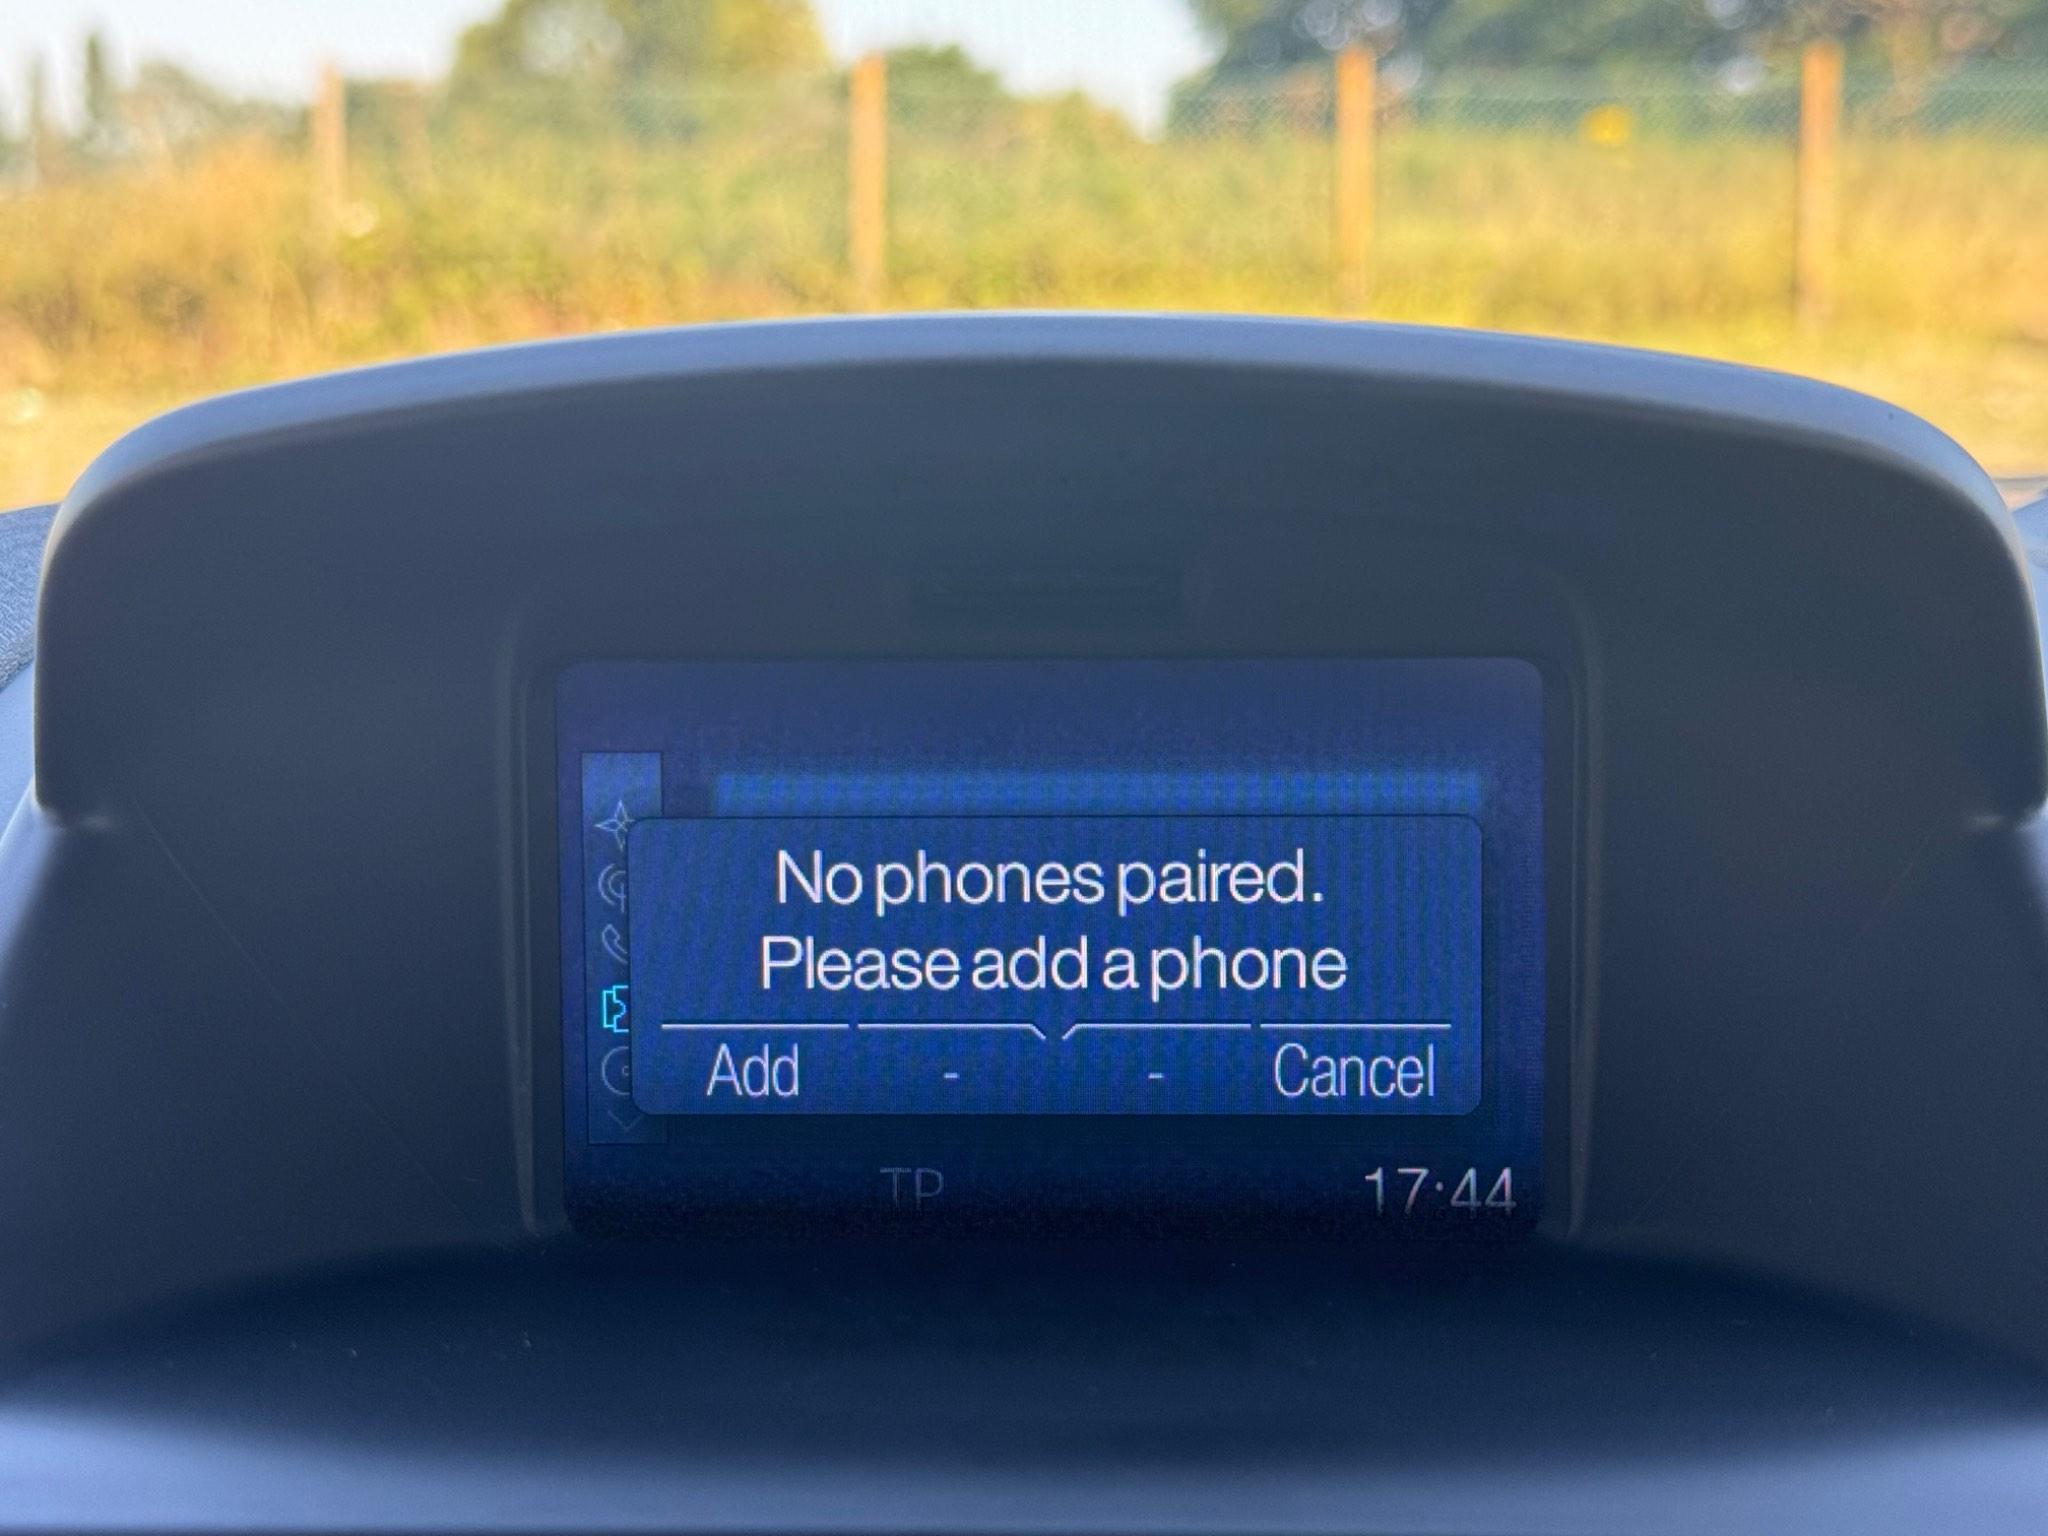 No phones paired.
Please add a phone
Add - - Cancel
TP 17:44